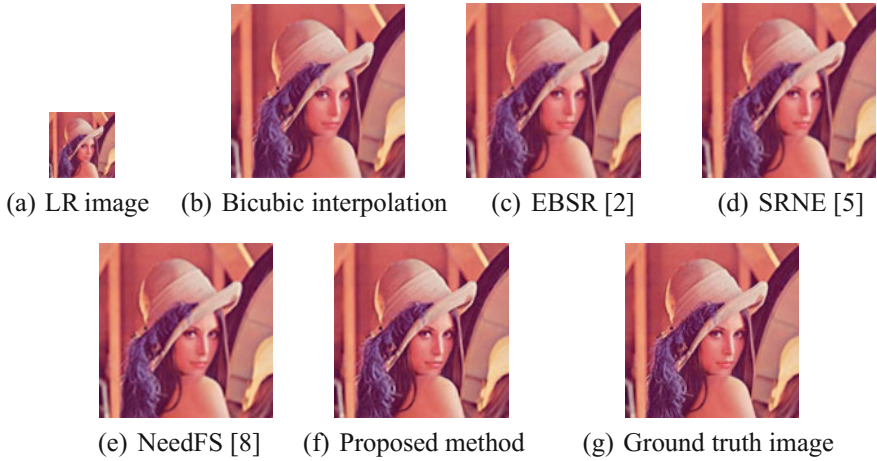 (a) LR image
(b) Bicubic interpolation
(c) EBSR [2]
(d) SRNE [5]
(e) NeedFS [8]
(f) Proposed method
(g) Ground truth image